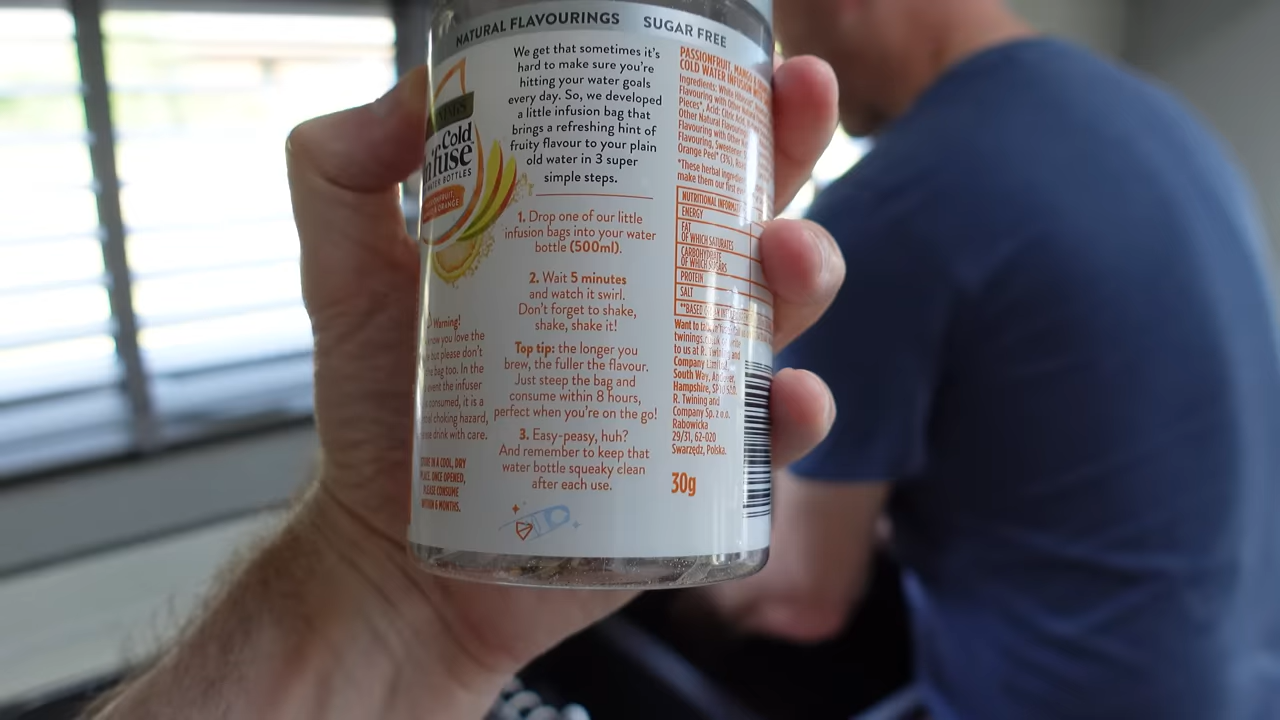 NATURAL FLAVOURINGS SUGAR FREE
Cold
Infuse
WATER BOTTLES
PASSIONFRUIT,
& ORANGE
We get that sometimes it's
hard to make sure you're
hitting your water goals
every day. So, we developed
a little infusion bag that
brings a refreshing hint of
fruity flavour to your plain
old water in 3 super
simple steps.
1. Drop one of our little
infusion bags into your water
bottle (500ml).
2. Wait 5 minutes
and watch it swirl.
Don't forget to shake,
shake, shake it!
Top tip: the longer you
brew, the fuller the flavour.
Just steep the bag and
consume within 8 hours,
perfect when you're on the go!
3. Easy-peasy, huh?
And remember to keep that
water bottle squeaky clean
after each use.
Warning!
you love the
but please don't
the bag too. In the
event the infuser
consumed, it is a
choking hazard,
drink with care.
IN A COOL, DRY
ONCE OPENED,
PLEASE CONSUME
WITHIN 6 MONTHS.
PASSIONFRUIT, MANGO &
COLD WATER INFUSION
Ingredients: White
Flavouring with Other
Pieces*, Acid: Citric Acid,
Other Natural Flavouring
Flavouring with Other
Flavouring, Sweetener:
Orange Peel* (3%),
*These herbal
make them our first
NUTRITIONAL
ENERGY
FAT
OF WHICH SATURATES
CARBOHYDRATE
OF WHICH SUGARS
PROTEIN
SALT
**BASED
Want to
twinings.co.uk
to us at R. Twining and
Company Limited,
South Way, Andover,
Hampshire,
R. Twining and
Company Sp. z o.o.
Rabowicka
29/31, 62-020
Swarzędz, Polska.
30g